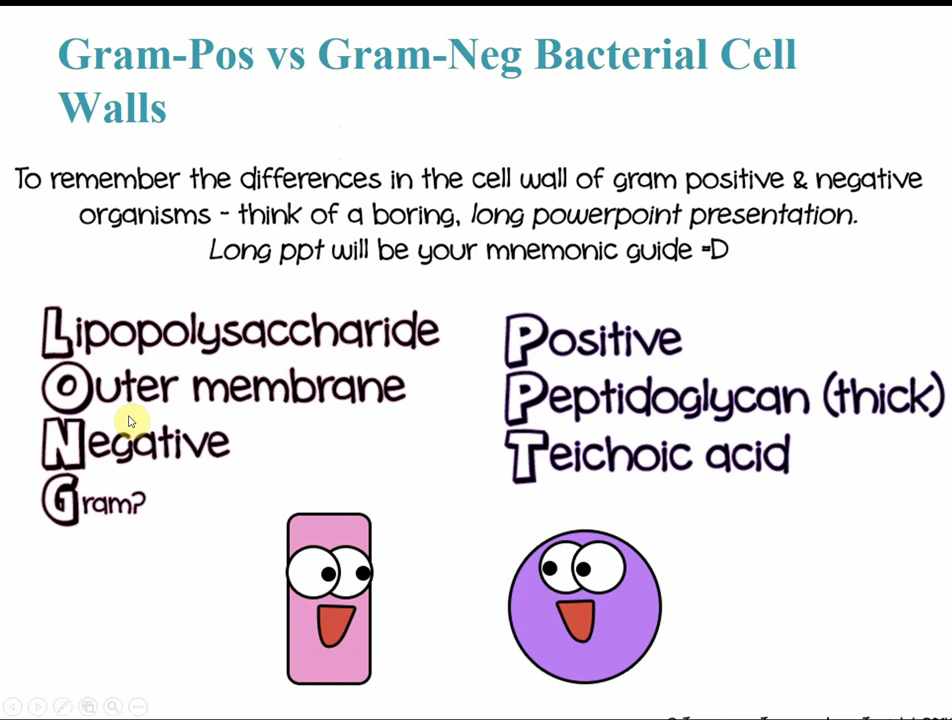 Gram-Pos vs Gram-Neg Bacterial Cell
Walls
To remember the differences in the cell wall of gram positive & negative
organisms - think of a boring, long powerpoint presentation.
Long ppt will be your mnemonic guide =D
Lipopolysaccharide
Outer membrane
Negative
Gram?
Positive
Peptidoglycan (thick)
Teichoic acid